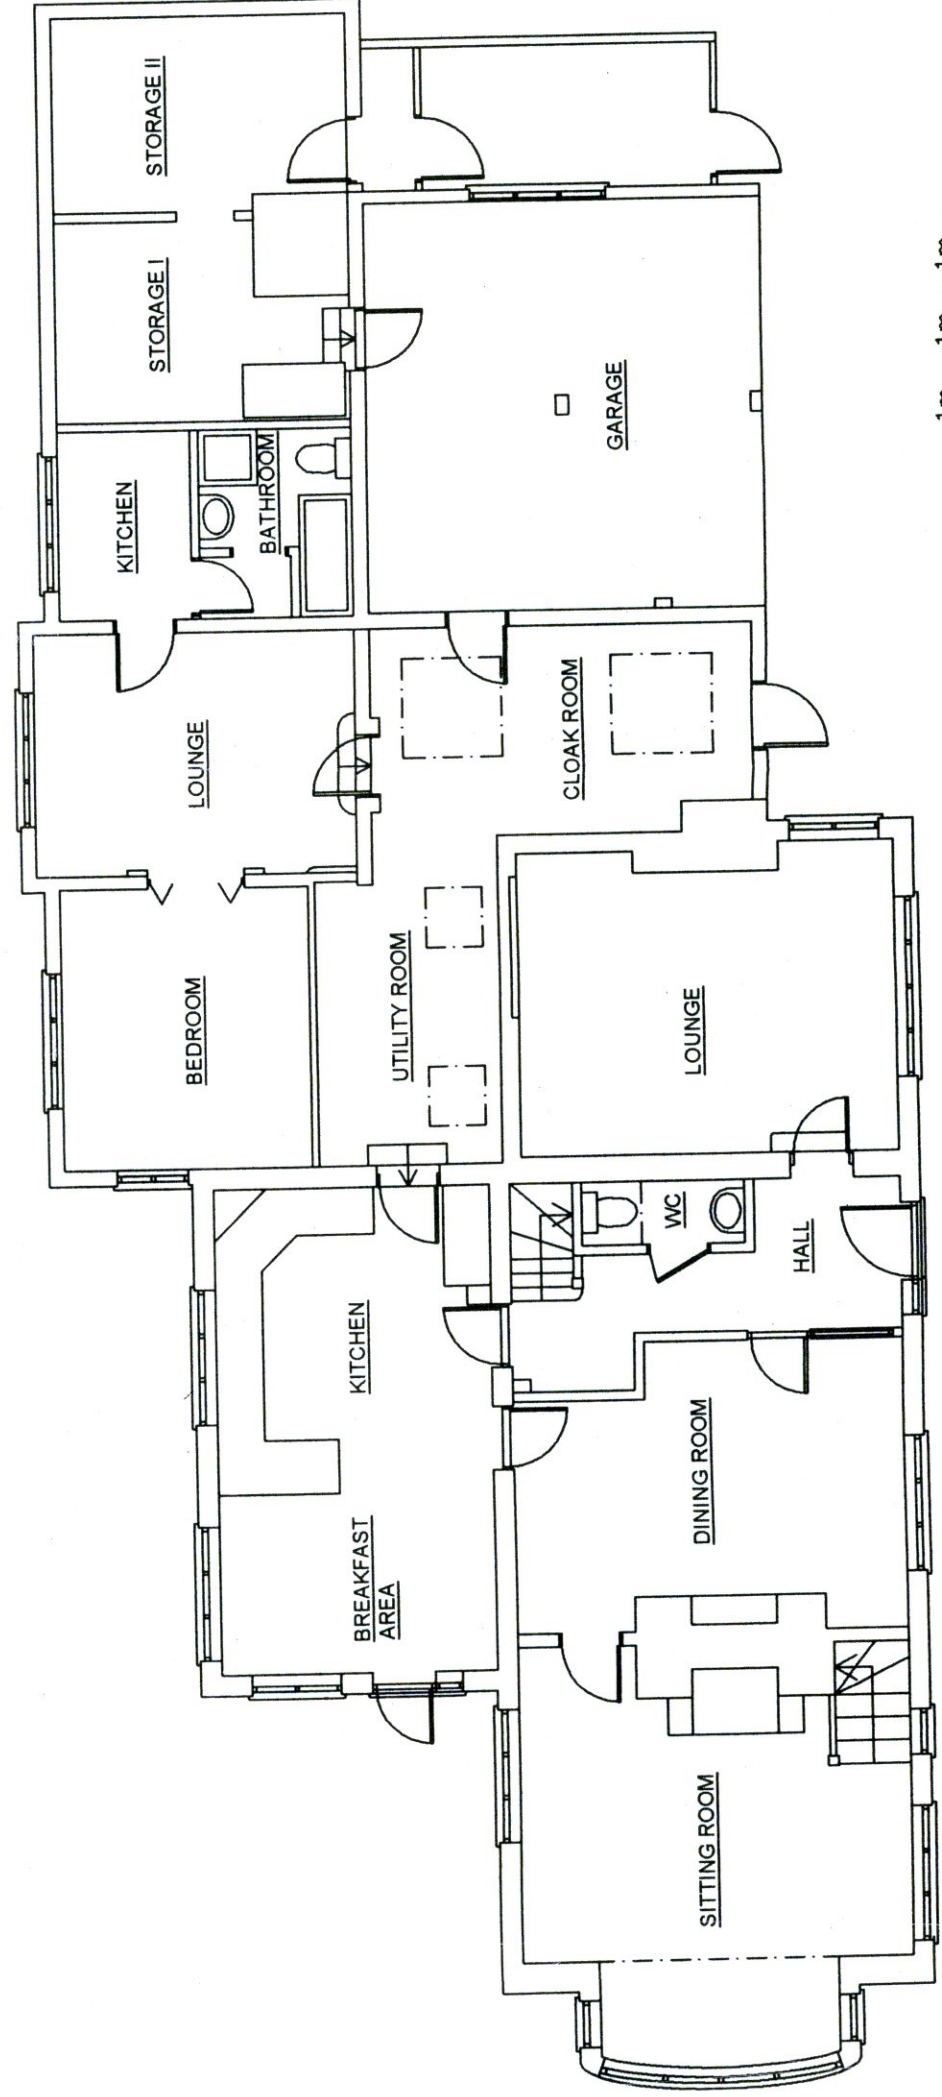 STORAGE II
STORAGE I
KITCHEN
BATHROOM
GARAGE
LOUNGE
CLOAK ROOM
BEDROOM
UTILITY ROOM
LOUNGE
WC
HALL
KITCHEN
BREAKFAST
AREA
DINING ROOM
SITTING ROOM
1m 1m 1m